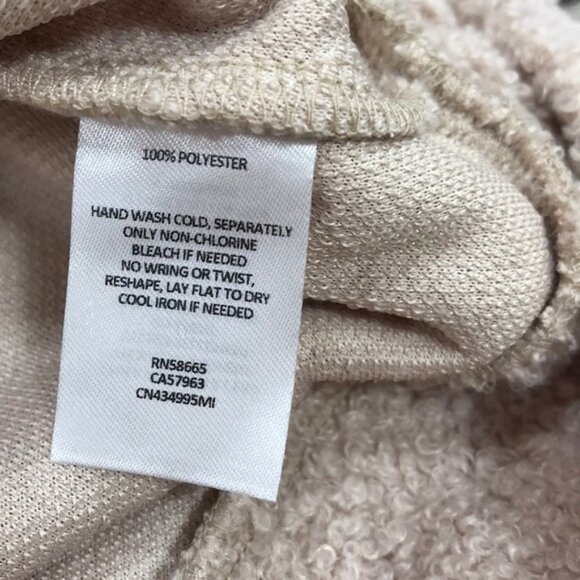 100% POLYESTER
HAND WASH COLD, SEPARATELY
ONLY NON-CHLORINE
BLEACH IF NEEDED
NO WRING OR TWIST,
RESHAPE, LAY FLAT TO DRY
COOL IRON IF NEEDED
RN58665
CA57963
CN434995MI